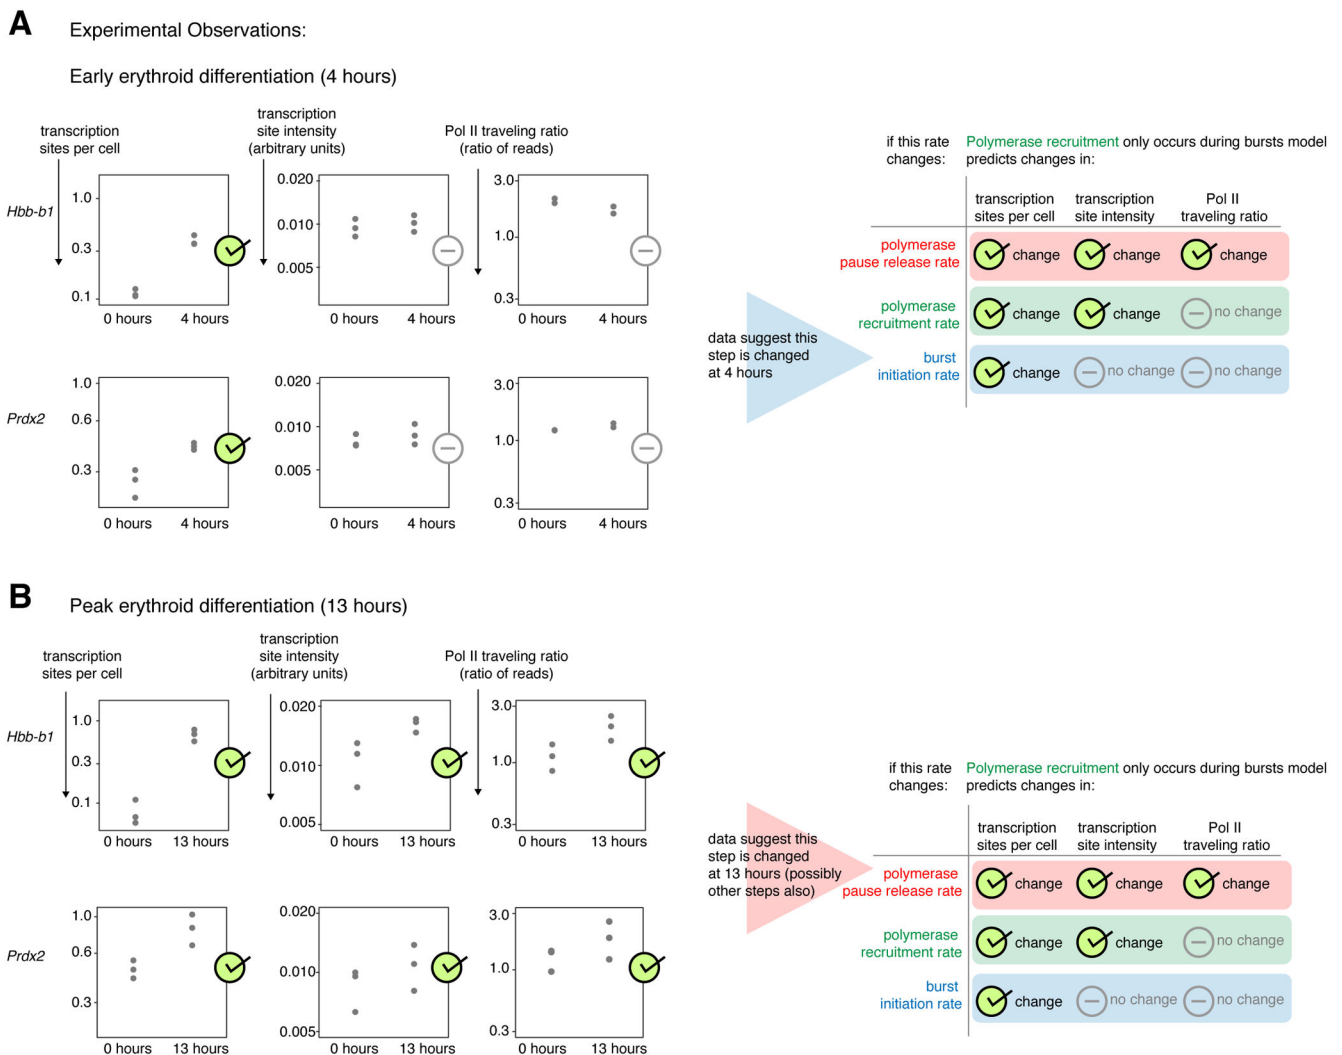 A
Experimental Observations:
Early erythroid differentiation (4 hours)
transcription
sites per cell
transcription
site intensity
(arbitrary units)
Pol II traveling ratio
(ratio of reads)
Hbb-b1
1.0
0.3
0.1
0 hours
4 hours
0.020
0.010
0.005
0 hours
4 hours
3.0
1.0
0.3
0 hours
4 hours
Prdx2
1.0
0.6
0.3
0 hours
4 hours
0.020
0.010
0.005
0 hours
4 hours
3.0
1.0
0.3
0 hours
4 hours
data suggest this
step is changed
at 4 hours
if this rate
changes:
Polymerase recruitment only occurs during bursts model
predicts changes in:
transcription
sites per cell
transcription
site intensity
Pol II
traveling ratio
polymerase
pause release rate
change
change
change
polymerase
recruitment rate
change
change
no change
burst
initiation rate
change
no change
no change
B
Peak erythroid differentiation (13 hours)
transcription
sites per cell
transcription
site intensity
(arbitrary units)
Pol II traveling ratio
(ratio of reads)
Hbb-b1
1.0
0.3
0.1
0 hours
13 hours
0.020
0.010
0.005
0 hours
13 hours
3.0
1.0
0.3
0 hours
13 hours
Prdx2
1.0
0.6
0.3
0 hours
13 hours
0.020
0.010
0.005
0 hours
13 hours
3.0
1.0
0.3
0 hours
13 hours
data suggest this
step is changed
at 13 hours (possibly
other steps also)
if this rate
changes:
Polymerase recruitment only occurs during bursts model
predicts changes in:
transcription
sites per cell
transcription
site intensity
Pol II
traveling ratio
polymerase
pause release rate
change
change
change
polymerase
recruitment rate
change
change
no change
burst
initiation rate
change
no change
no change